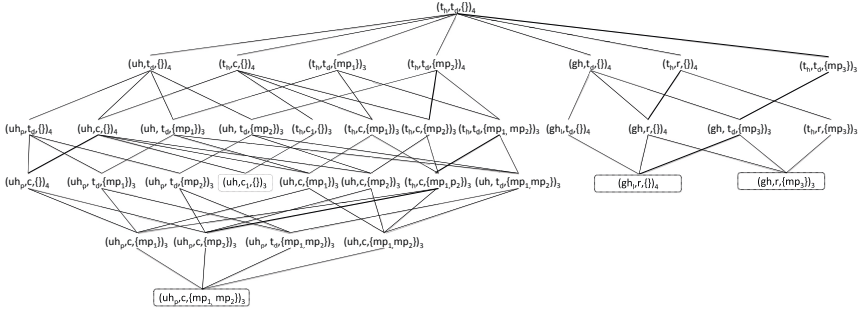 (t_h,t_d,{})_4
(uh,t_d,{})_4 (t_h,c,{})_4 (t_h,t_d,{mp_1})_3 (t_h,t_d,{mp_2})_4 (gh,t_d,{})_4 (t_h,r,{})_4 (t_h,t_d,{mp_3})_3
(uh_p,t_d,{})_4 (uh,c,{})_4 (uh, t_d,{mp_1})_3 (uh, t_d,{mp_2})_3 (t_h,c_1,{})_3 (t_h,c,{mp_1})_3 (t_h,c,{mp_2})_3 (t_h,t_d,{mp_1, mp_2})_3 (gh_i,t_d,{})_4 (gh,r,{})_4 (gh, t_d,{mp_3})_3 (t_h,r,{mp_3})_3
(uh_p,c,{})_4 (uh_p, t_d,{mp_1})_3 (uh_p, t_d,{mp_2})_3 (uh,c_1,{})_3 (uh,c,{mp_1})_3 (uh,c,{mp_2})_3 (t_h,c,{mp_1,p_2})_3 (uh, t_d,{mp_1,mp_2})_3 (gh_i,r,{})_4 (gh,r,{mp_3})_3
(uh_p,c,{mp_1})_3 (uh_p,c,{mp_2})_3 (uh_p, t_d,{mp_1,mp_2})_3 (uh,c,{mp_1,mp_2})_3
(uh_p,c,{mp_1, mp_2})_3